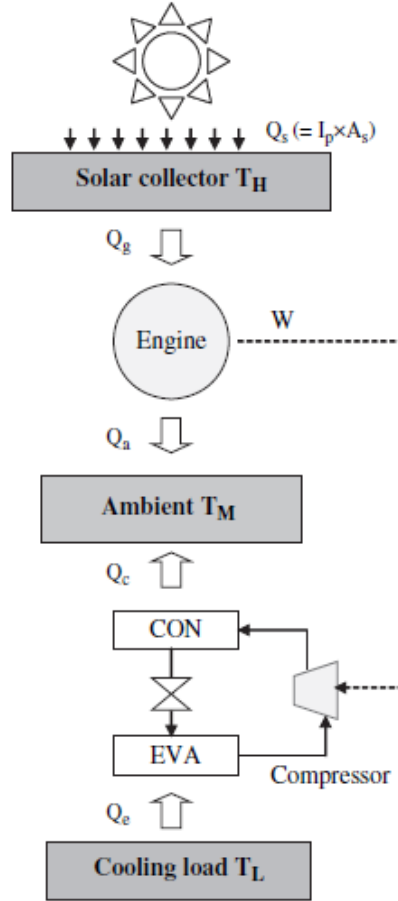 Qs (= Ip×As)
Solar collector TH
Qg
Engine
W
Qa
Ambient TM
Qc
CON
EVA
Compressor
Qe
Cooling load TL